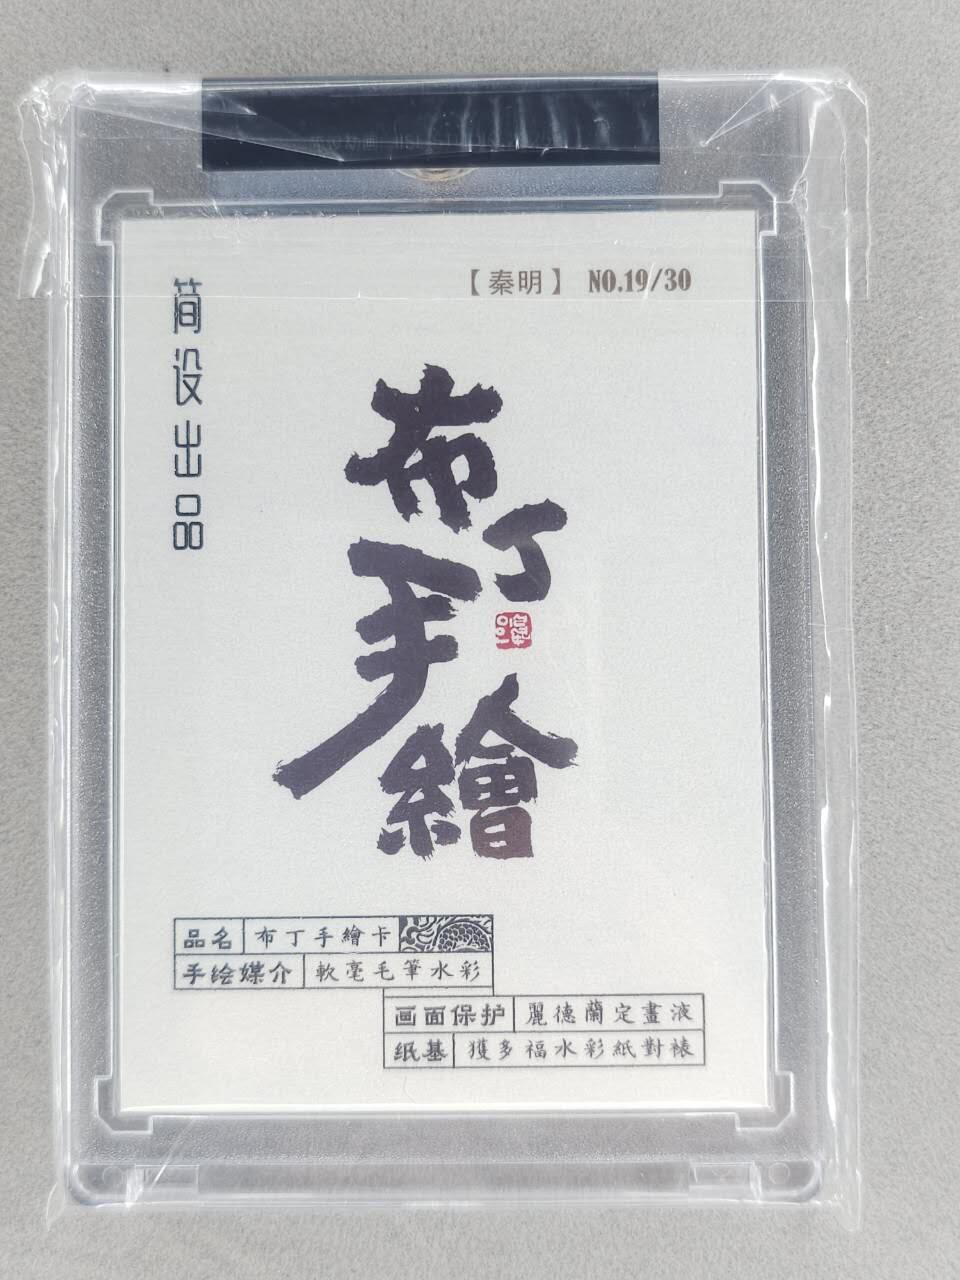 【秦明】 NO.19/30
简设出品
布丁
手繪
品名 布丁手繪卡
手绘媒介 軟毫毛筆水彩
画面保护 麗德蘭定畫液
纸基 獲多福水彩紙對裱